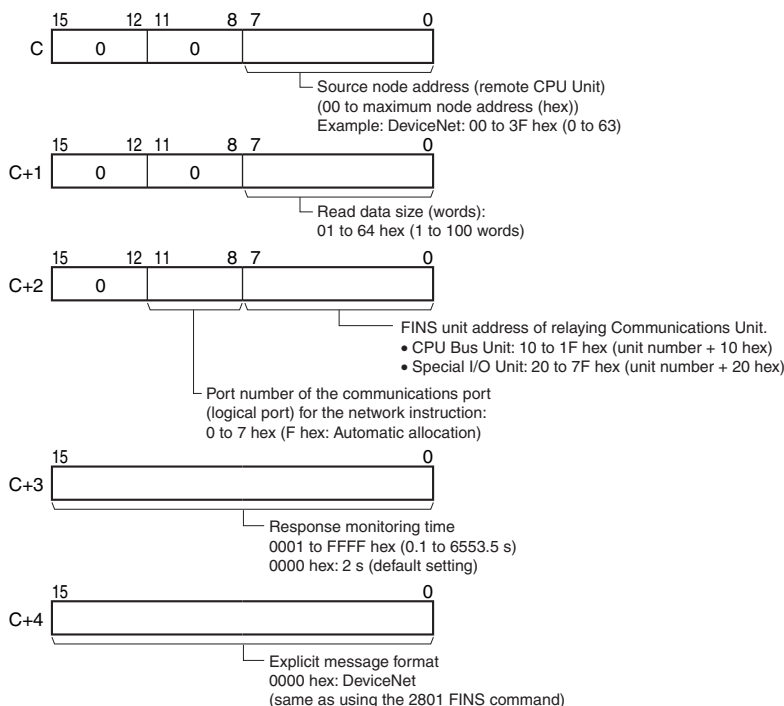 15 12 11 8 7 0
C 0 0
Source node address (remote CPU Unit)
(00 to maximum node address (hex))
Example: DeviceNet: 00 to 3F hex (0 to 63)
15 12 11 8 7 0
C+1 0 0
Read data size (words):
01 to 64 hex (1 to 100 words)
15 12 11 8 7 0
C+2 0
FINS unit address of relaying Communications Unit.
• CPU Bus Unit: 10 to 1F hex (unit number + 10 hex)
• Special I/O Unit: 20 to 7F hex (unit number + 20 hex)
Port number of the communications port
(logical port) for the network instruction:
0 to 7 hex (F hex: Automatic allocation)
15 0
C+3
Response monitoring time
0001 to FFFF hex (0.1 to 6553.5 s)
0000 hex: 2 s (default setting)
15 0
C+4
Explicit message format
0000 hex: DeviceNet
(same as using the 2801 FINS command)